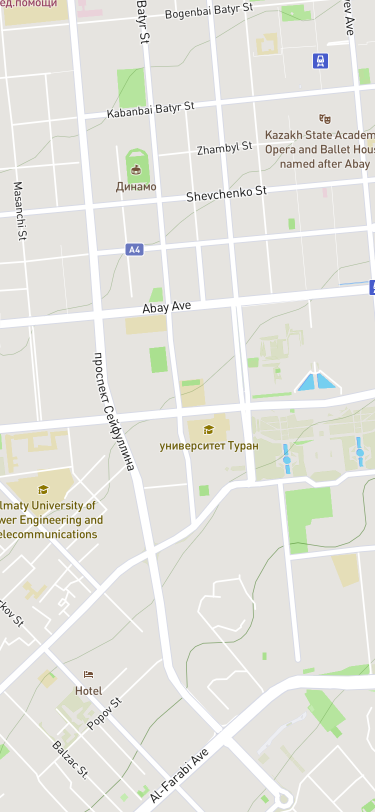 ед.помощи
Batyr St
Bogenbai Batyr St
ev Ave
Kabanbai Batyr St
Kazakh State Academ
Opera and Ballet Hous
named after Abay
Zhambyl St
Динамо
Masanchi St
Shevchenko St
A4
Abay Ave
проспект Сейфуллина
университет Туран
lmaty University of
wer Engineering and
elecommunications
kov St
Hotel
Popov St
Balzac St.
Al-Farabi Ave